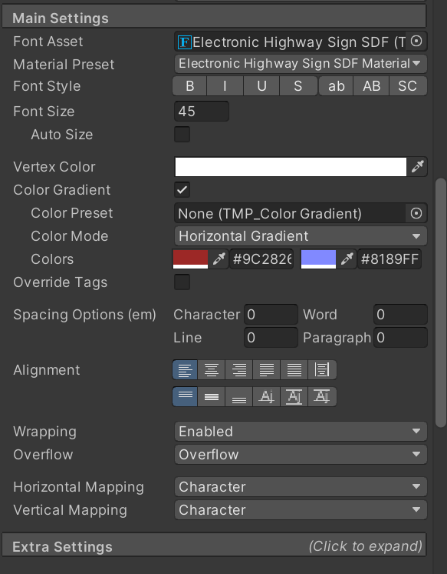 Main Settings
Font Asset
F Electronic Highway Sign SDF (T
Material Preset
Electronic Highway Sign SDF Material
Font Style
B I U S ab AB SC
Font Size
45
Auto Size
Vertex Color
Color Gradient
Color Preset
None (TMP_Color Gradient)
Color Mode
Horizontal Gradient
Colors
#9C2826
#8189FF
Override Tags
Spacing Options (em)
Character 0 Word 0
Line 0 Paragraph 0
Alignment
Wrapping
Enabled
Overflow
Overflow
Horizontal Mapping
Character
Vertical Mapping
Character
Extra Settings
(Click to expand)